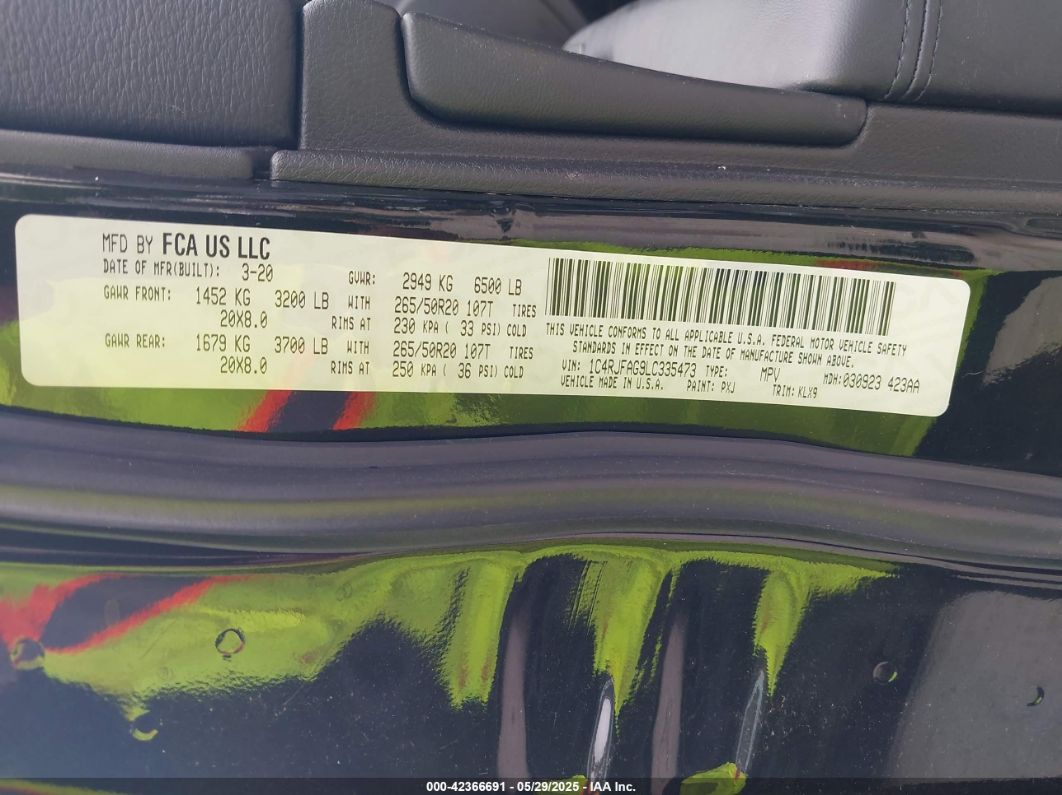 MFD BY FCA US LLC
DATE OF MFR(BUILT): 3-20 GVWR: 2949 KG 6500 LB
GAWR FRONT: 1452 KG 3200 LB WITH 265/50R20 107T TIRES
20X8.0 RIMS AT 230 KPA ( 33 PSI) COLD
GAWR REAR: 1679 KG 3700 LB WITH 265/50R20 107T TIRES
20X8.0 RIMS AT 250 KPA ( 36 PSI) COLD
THIS VEHICLE CONFORMS TO ALL APPLICABLE U.S.A. FEDERAL MOTOR VEHICLE SAFETY
STANDARDS IN EFFECT ON THE DATE OF MANUFACTURE SHOWN ABOVE.
VIN: 1C4RJFAG9LC335473 TYPE: MPV MDH: 030923 423AA
VEHICLE MADE IN U.S.A. PAINT: PXJ TRIM: KLX9
000-42366691 - 05/29/2025 - IAA Inc.